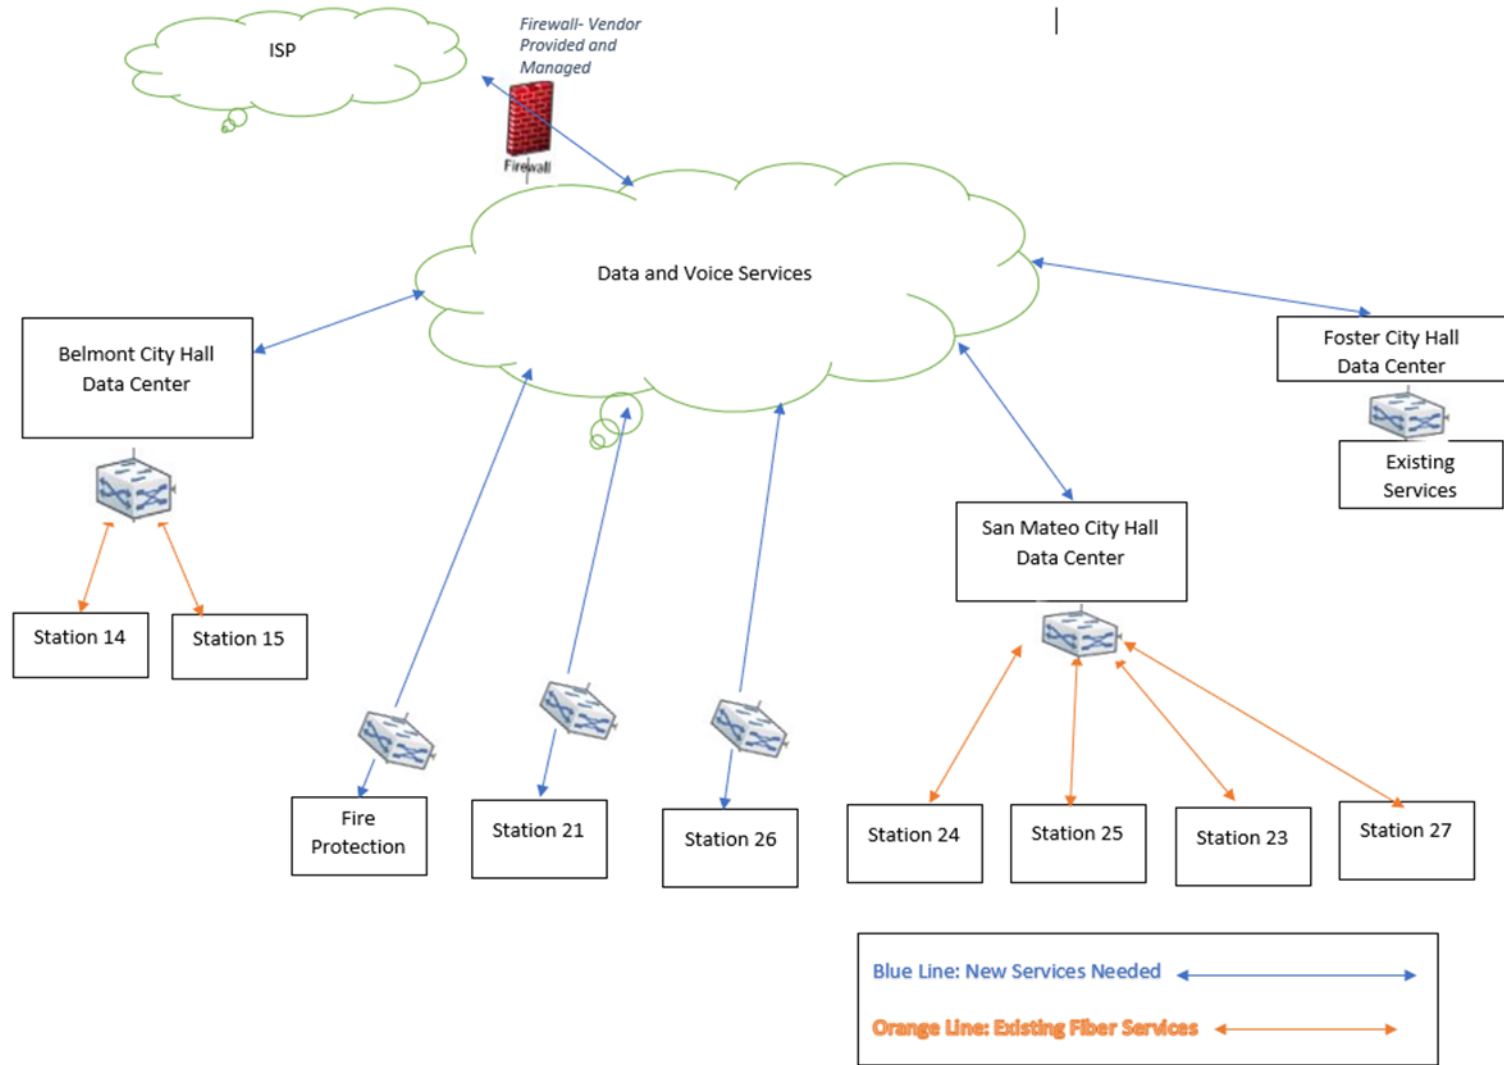 ISP
Firewall- Vendor
Provided and
Managed
Firewall
Data and Voice Services
Belmont City Hall
Data Center
Foster City Hall
Data Center
Existing
Services
San Mateo City Hall
Data Center
Station 14
Station 15
Fire
Protection
Station 21
Station 26
Station 24
Station 25
Station 23
Station 27
Blue Line: New Services Needed
Orange Line: Existing Fiber Services